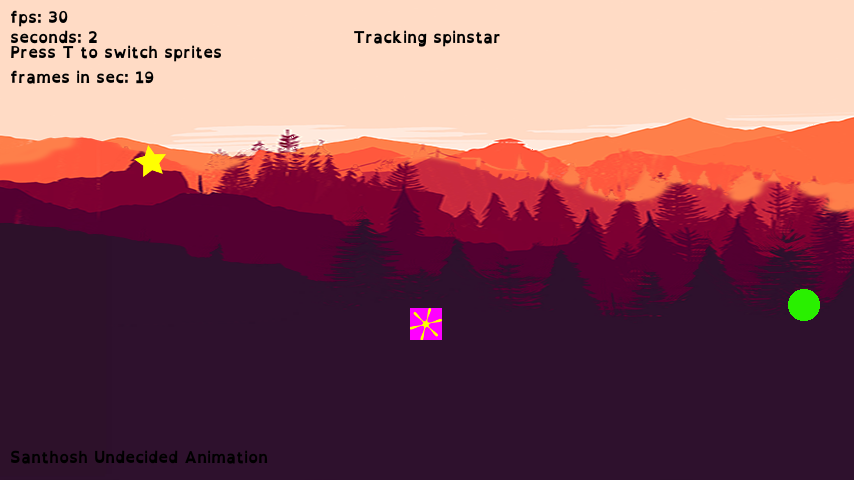 fps: 30
seconds: 2
Tracking spinstar
Press T to switch sprites
frames in sec: 19
Santhosh Undecided Animation